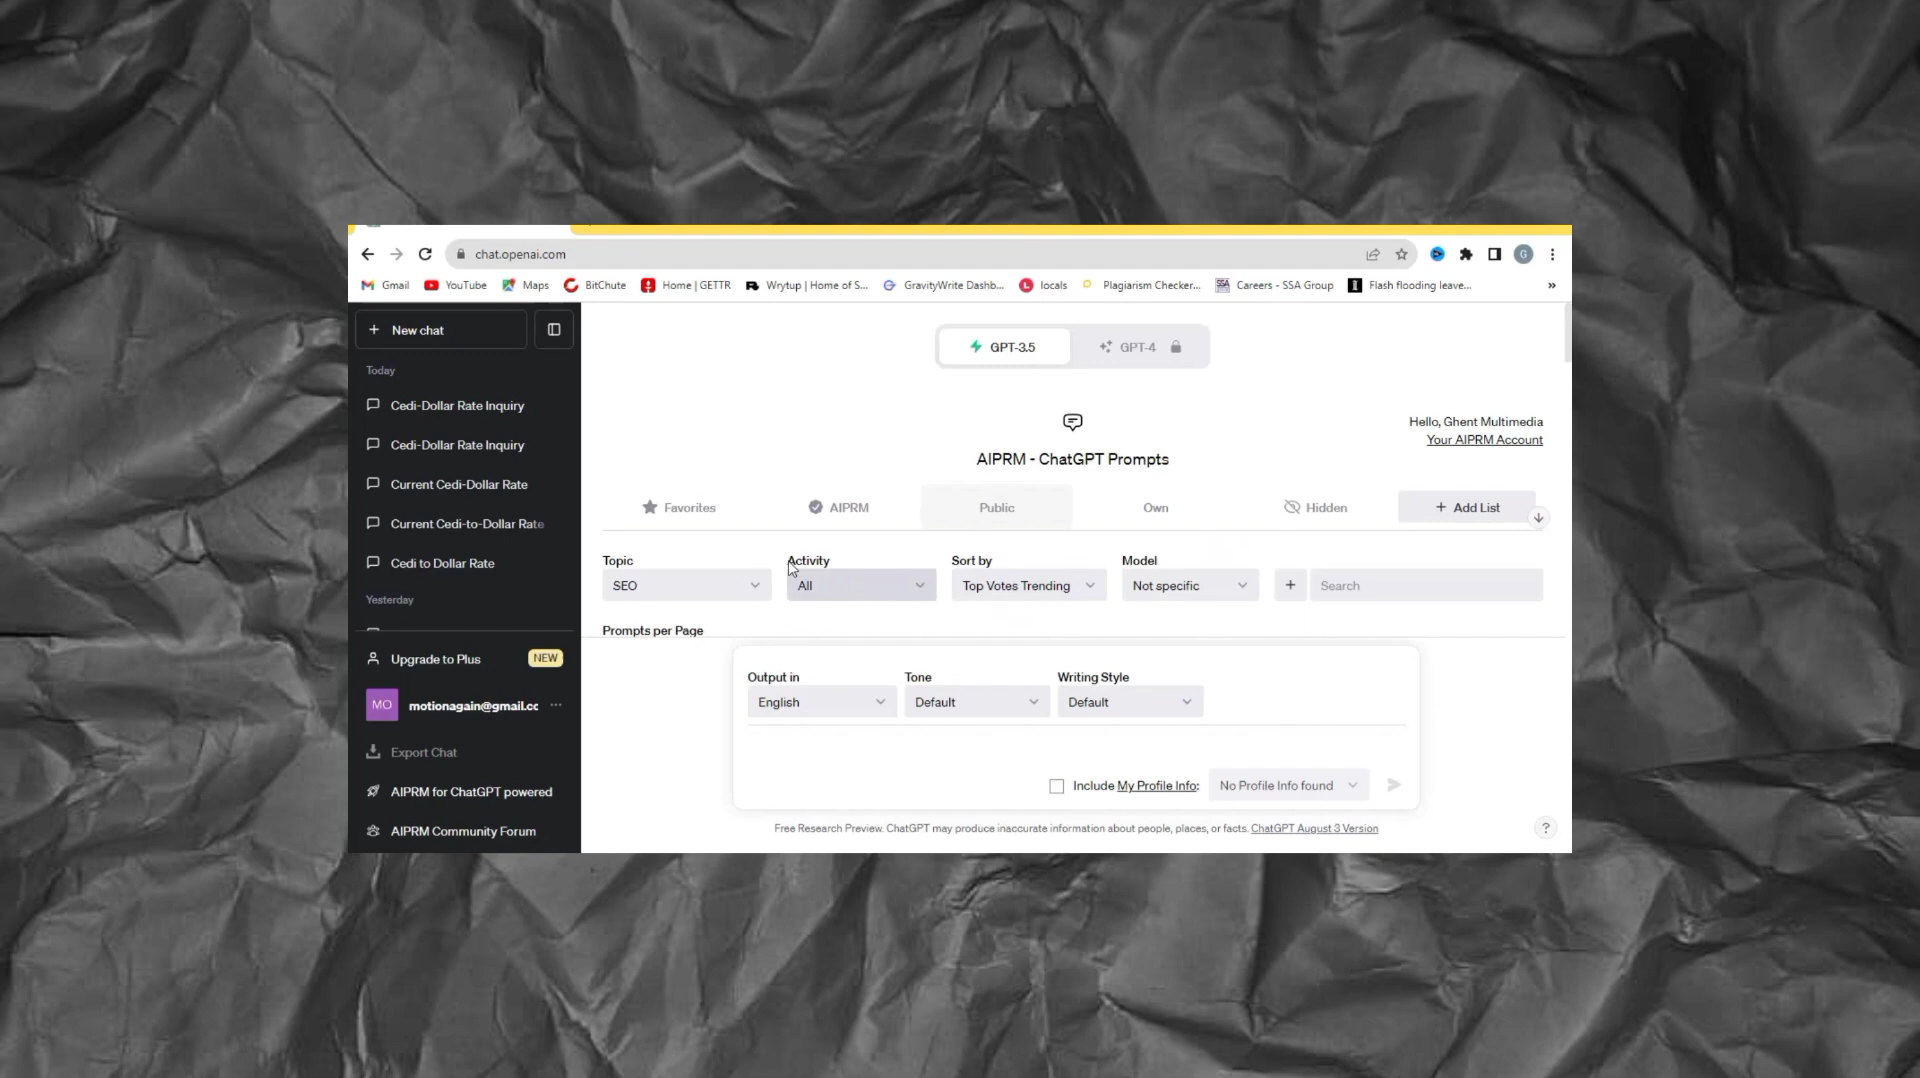 chat.openai.com
G
Gmail YouTube Maps BitChute Home | GETTR Wrytup | Home of S... GravityWrite Dashb... locals Plagiarism Checker... Careers - SSA Group Flash flooding leave... »
+ New chat
Today
Cedi-Dollar Rate Inquiry
Cedi-Dollar Rate Inquiry
Current Cedi-Dollar Rate
Current Cedi-to-Dollar Rate
Cedi to Dollar Rate
Yesterday
Upgrade to Plus NEW
MO motionagain@gmail.cc ...
Export Chat
AIPRM for ChatGPT powered
AIPRM Community Forum
GPT-3.5 GPT-4
Hello, Ghent Multimedia
Your AIPRM Account
AIPRM - ChatGPT Prompts
Favorites AIPRM Public Own Hidden + Add List
Topic Activity Sort by Model
SEO All Top Votes Trending Not specific + Search
Prompts per Page
Output in Tone Writing Style
English Default Default
Include My Profile Info: No Profile Info found
Free Research Preview. ChatGPT may produce inaccurate information about people, places, or facts. ChatGPT August 3 Version
?